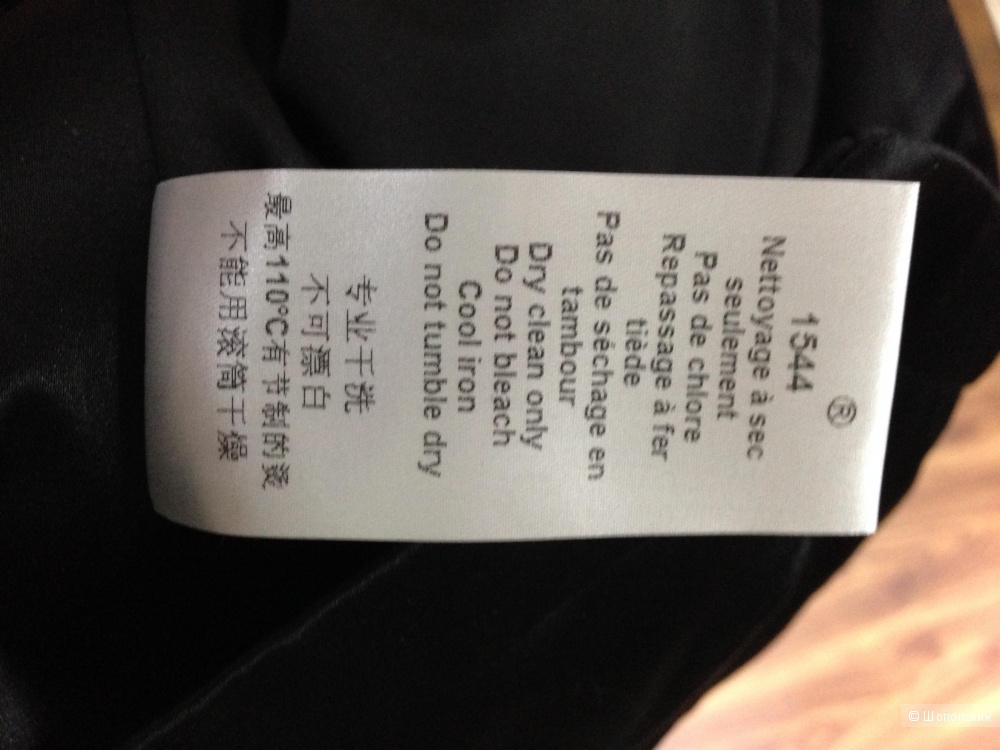 ®
1544
Nettoyage à sec
seulement
Pas de chlore
Repassage à fer
tiède
Pas de séchage en
tambour
Dry clean only
Do not bleach
Cool iron
Do not tumble dry
专业干洗
不可漂白
最高110°C有节制的烫
不能用滚筒干燥
© Шопоголик